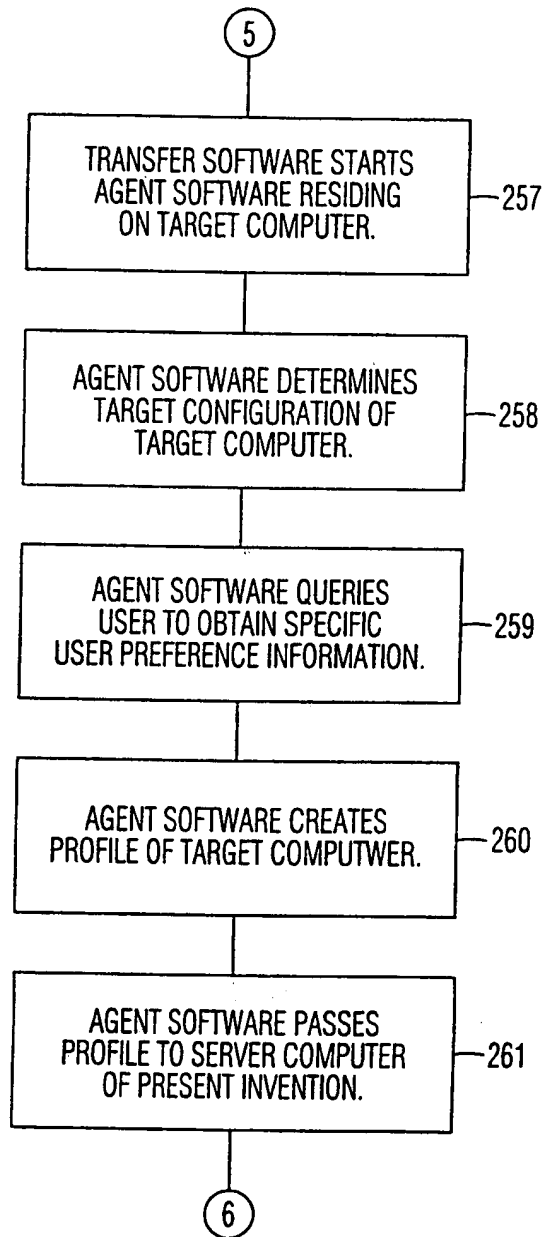 5
TRANSFER SOFTWARE STARTS
AGENT SOFTWARE RESIDING
ON TARGET COMPUTER.
257
AGENT SOFTWARE DETERMINES
TARGET CONFIGURATION OF
TARGET COMPUTER.
258
AGENT SOFTWARE QUERIES
USER TO OBTAIN SPECIFIC
USER PREFERENCE INFORMATION.
259
AGENT SOFTWARE CREATES
PROFILE OF TARGET COMPUTWER.
260
AGENT SOFTWARE PASSES
PROFILE TO SERVER COMPUTER
OF PRESENT INVENTION.
261
6